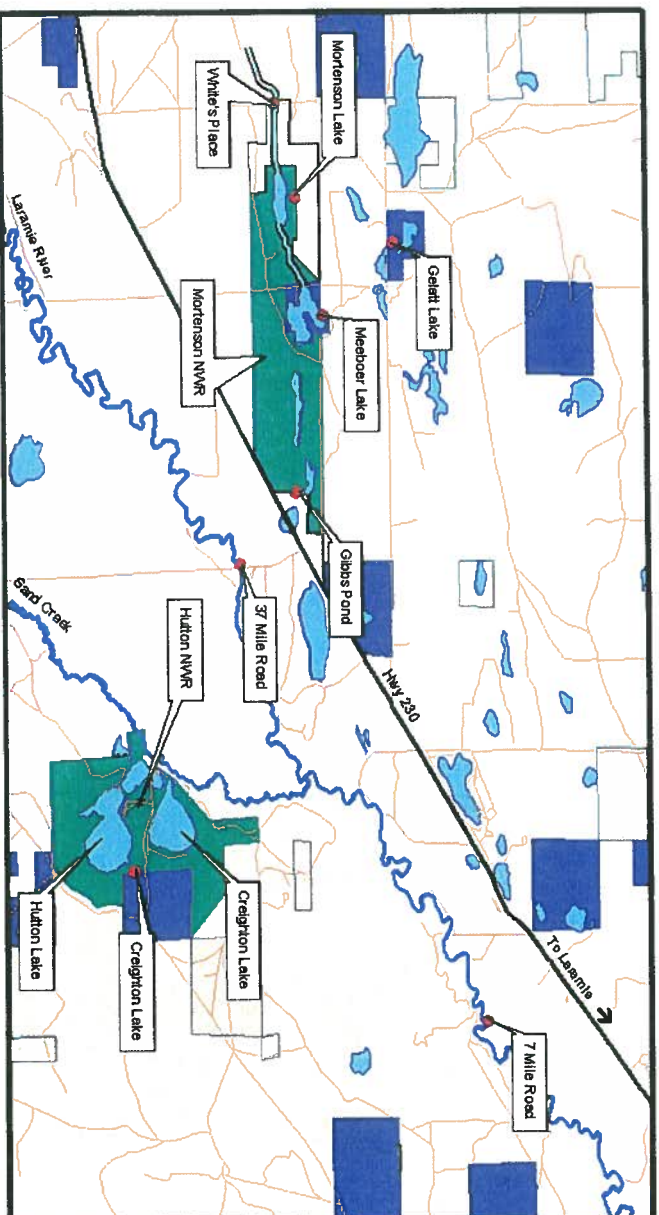 To Laramie
7 Mile Road
Gelatt Lake
Hwy 230
Meeboer Lake
Gibbs Pond
Mortenson Lake
37 Mile Road
Creighton Lake
White's Place
Mortenson NWR
Hutton NWR
Creighton Lake
Laramie River
Sand Creek
Hutton Lake